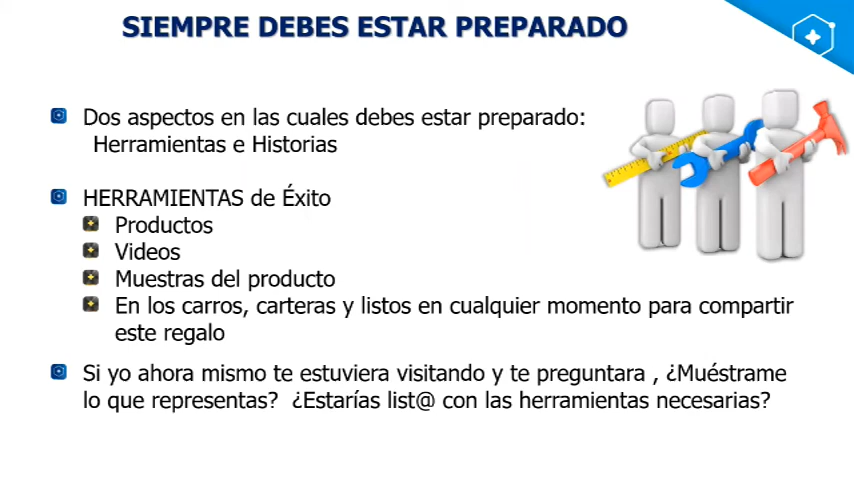 SIEMPRE DEBES ESTAR PREPARADO
Dos aspectos en las cuales debes estar preparado:
Herramientas e Historias
HERRAMIENTAS de Éxito
Productos
Videos
Muestras del producto
En los carros, carteras y listos en cualquier momento para compartir
este regalo
Si yo ahora mismo te estuviera visitando y te preguntara , ¿Muéstrame
lo que representas? ¿Estarías list@ con las herramientas necesarias?